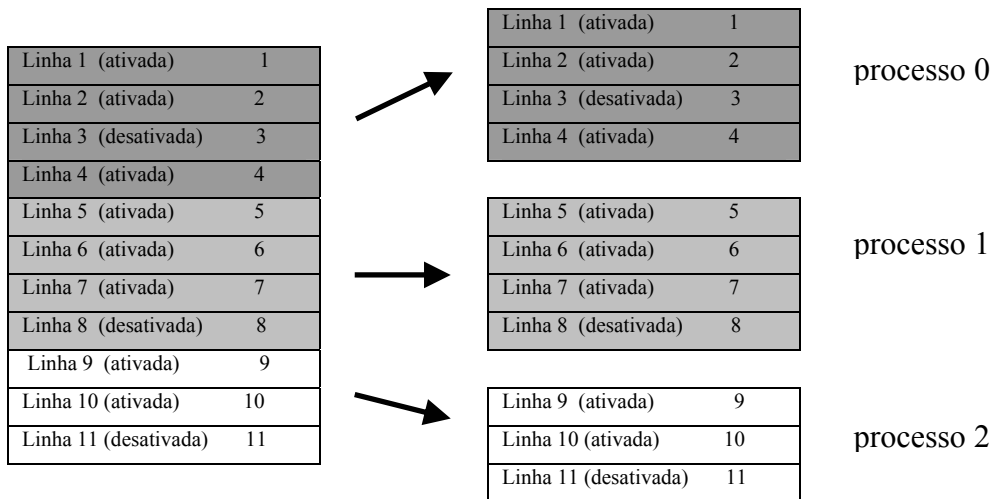 Linha 1 (ativada) 1
Linha 2 (ativada) 2
Linha 3 (desativada) 3
Linha 4 (ativada) 4
Linha 5 (ativada) 5
Linha 6 (ativada) 6
Linha 7 (ativada) 7
Linha 8 (desativada) 8
Linha 9 (ativada) 9
Linha 10 (ativada) 10
Linha 11 (desativada) 11
Linha 1 (ativada) 1
Linha 2 (ativada) 2
Linha 3 (desativada) 3
Linha 4 (ativada) 4
processo 0
Linha 5 (ativada) 5
Linha 6 (ativada) 6
Linha 7 (ativada) 7
Linha 8 (desativada) 8
processo 1
Linha 9 (ativada) 9
Linha 10 (ativada) 10
Linha 11 (desativada) 11
processo 2